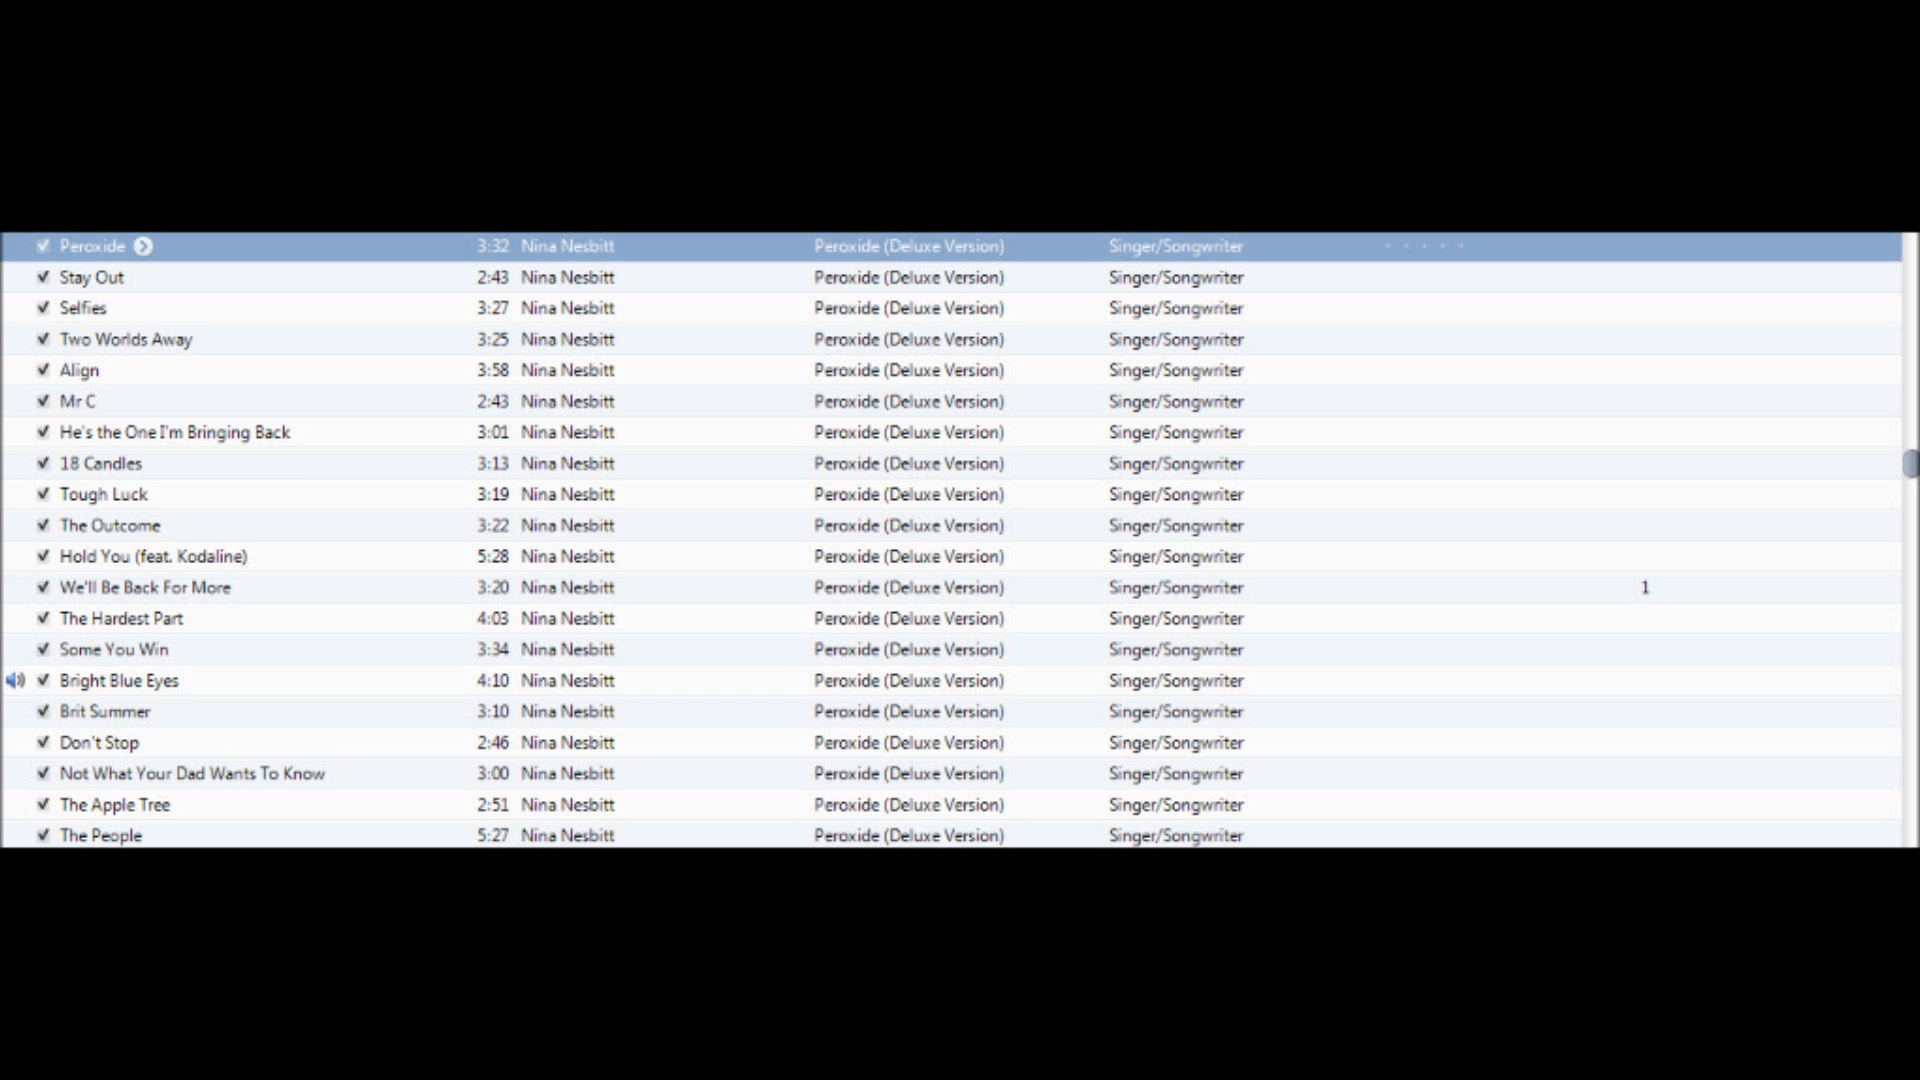 Peroxide 3:32 Nina Nesbitt Peroxide (Deluxe Version) Singer/Songwriter
Stay Out 2:43 Nina Nesbitt Peroxide (Deluxe Version) Singer/Songwriter
Selfies 3:27 Nina Nesbitt Peroxide (Deluxe Version) Singer/Songwriter
Two Worlds Away 3:25 Nina Nesbitt Peroxide (Deluxe Version) Singer/Songwriter
Align 3:58 Nina Nesbitt Peroxide (Deluxe Version) Singer/Songwriter
Mr C 2:43 Nina Nesbitt Peroxide (Deluxe Version) Singer/Songwriter
He's the One I'm Bringing Back 3:01 Nina Nesbitt Peroxide (Deluxe Version) Singer/Songwriter
18 Candles 3:13 Nina Nesbitt Peroxide (Deluxe Version) Singer/Songwriter
Tough Luck 3:19 Nina Nesbitt Peroxide (Deluxe Version) Singer/Songwriter
The Outcome 3:22 Nina Nesbitt Peroxide (Deluxe Version) Singer/Songwriter
Hold You (feat. Kodaline) 5:28 Nina Nesbitt Peroxide (Deluxe Version) Singer/Songwriter
We'll Be Back For More 3:20 Nina Nesbitt Peroxide (Deluxe Version) Singer/Songwriter 1
The Hardest Part 4:03 Nina Nesbitt Peroxide (Deluxe Version) Singer/Songwriter
Some You Win 3:34 Nina Nesbitt Peroxide (Deluxe Version) Singer/Songwriter
Bright Blue Eyes 4:10 Nina Nesbitt Peroxide (Deluxe Version) Singer/Songwriter
Brit Summer 3:10 Nina Nesbitt Peroxide (Deluxe Version) Singer/Songwriter
Don't Stop 2:46 Nina Nesbitt Peroxide (Deluxe Version) Singer/Songwriter
Not What Your Dad Wants To Know 3:00 Nina Nesbitt Peroxide (Deluxe Version) Singer/Songwriter
The Apple Tree 2:51 Nina Nesbitt Peroxide (Deluxe Version) Singer/Songwriter
The People 5:27 Nina Nesbitt Peroxide (Deluxe Version) Singer/Songwriter